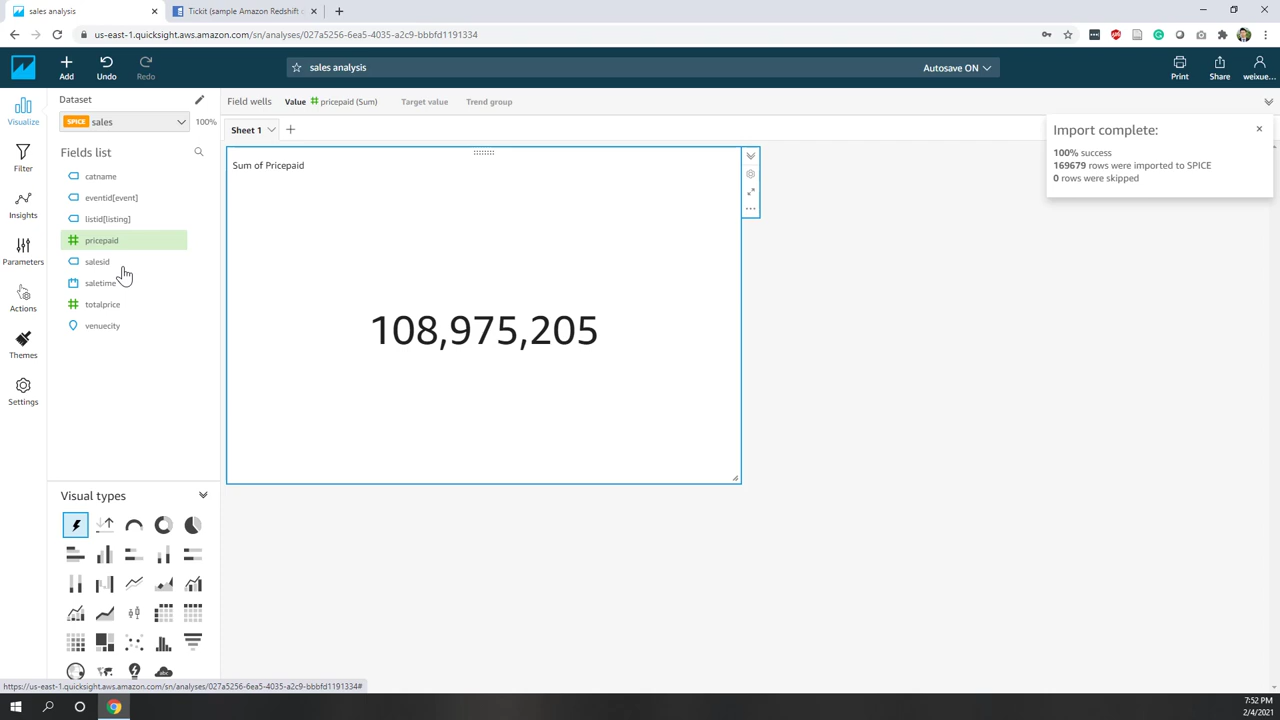 sales analysis
Tickit (sample Amazon Redshift d
us-east-1.quicksight.aws.amazon.com/sn/analyses/027a5256-6ea5-4035-a2c9-bbbfd1191334
Add
Undo
Redo
sales analysis
Autosave ON
Print
Share
weixue...
Visualize
Filter
Insights
Parameters
Actions
Themes
Settings
Dataset
SPICE sales
100%
Fields list
catname
eventid[event]
listid[listing]
pricepaid
salesid
saletime
totalprice
venuecity
Visual types
Field wells
Value pricepaid (Sum)
Target value
Trend group
Sheet 1
Sum of Pricepaid
108,975,205
Import complete:
100% success
169679 rows were imported to SPICE
0 rows were skipped
https://us-east-1.quicksight.aws.amazon.com/sn/analyses/027a5256-6ea5-4035-a2c9-bbbfd1191334#
7:52 PM
2/4/2021